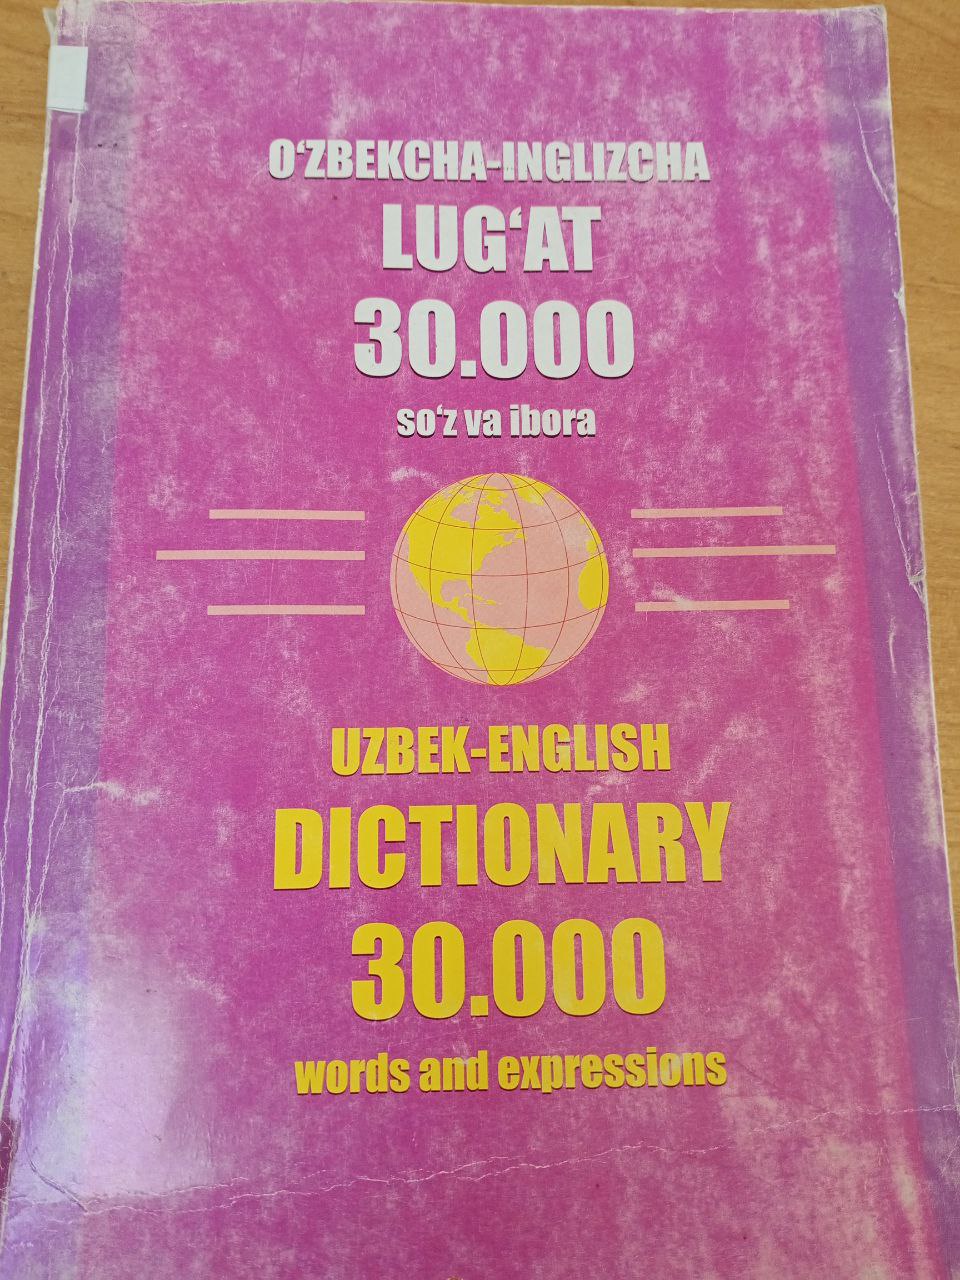 O‘ZBEKCHA-INGLIZCHA
LUG‘AT
30.000
so‘z va ibora
UZBEK-ENGLISH
DICTIONARY
30.000
words and expressions